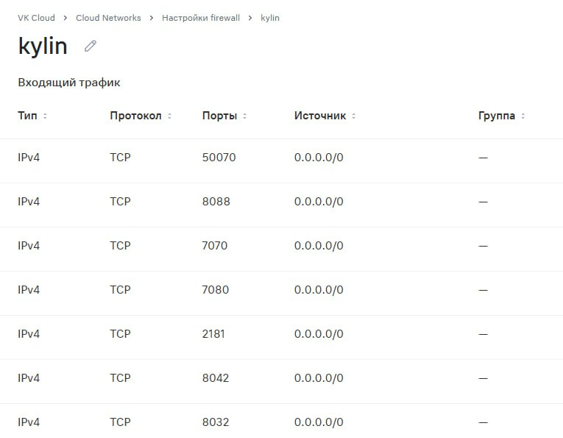 VK Cloud > Cloud Networks > Настройки firewall > kylin
kylin
Входящий трафик
Тип Протокол Порты Источник Группа
IPv4 TCP 50070 0.0.0.0/0 —
IPv4 TCP 8088 0.0.0.0/0 —
IPv4 TCP 7070 0.0.0.0/0 —
IPv4 TCP 7080 0.0.0.0/0 —
IPv4 TCP 2181 0.0.0.0/0 —
IPv4 TCP 8042 0.0.0.0/0 —
IPv4 TCP 8032 0.0.0.0/0 —